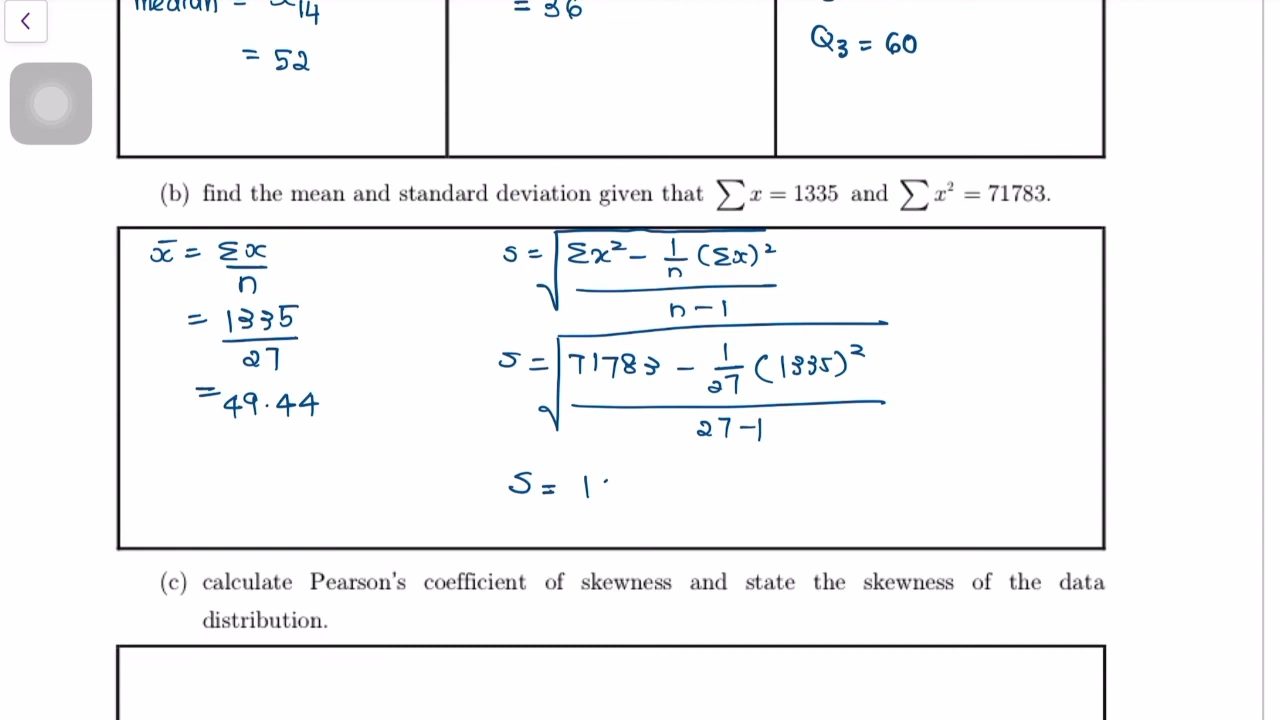 median = x₁₄
= 52
= 36
Q₃ = 60
(b) find the mean and standard deviation given that ∑ x = 1335 and ∑ x² = 71783.
x̄ = Σx/n
= 1335/27
= 49.44
s = √((Σx² − 1/n (Σx)²)/(n−1))
s = √((71783 − 1/27 (1335)²)/(27−1))
S = 1.
(c) calculate Pearson's coefficient of skewness and state the skewness of the data
distribution.